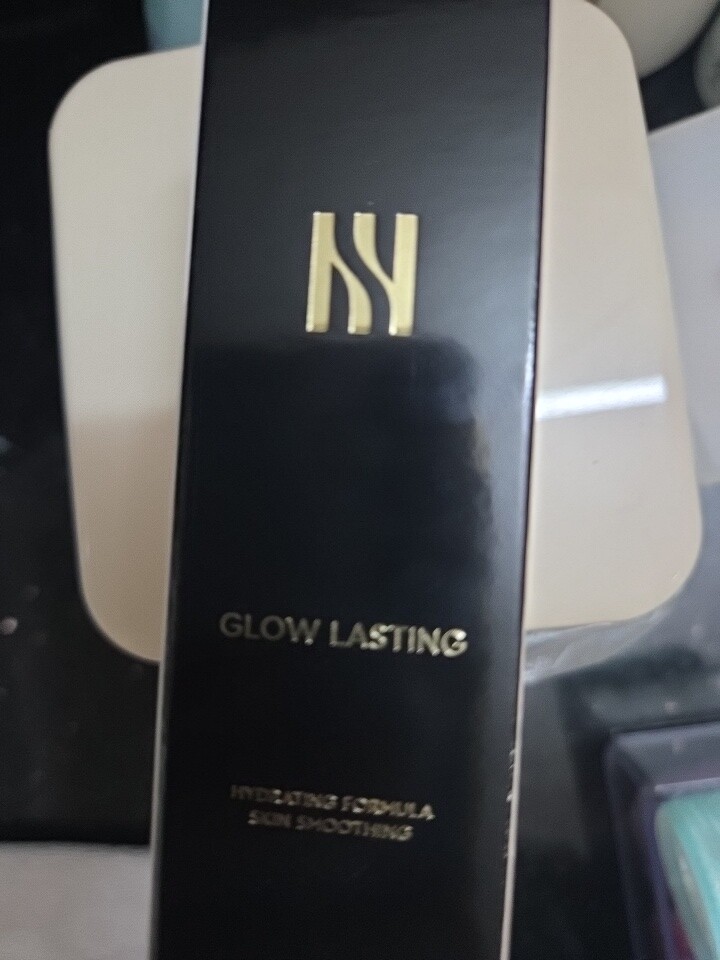 GLOW LASTING
HYDRATING FORMULA
SKIN SMOOTHING